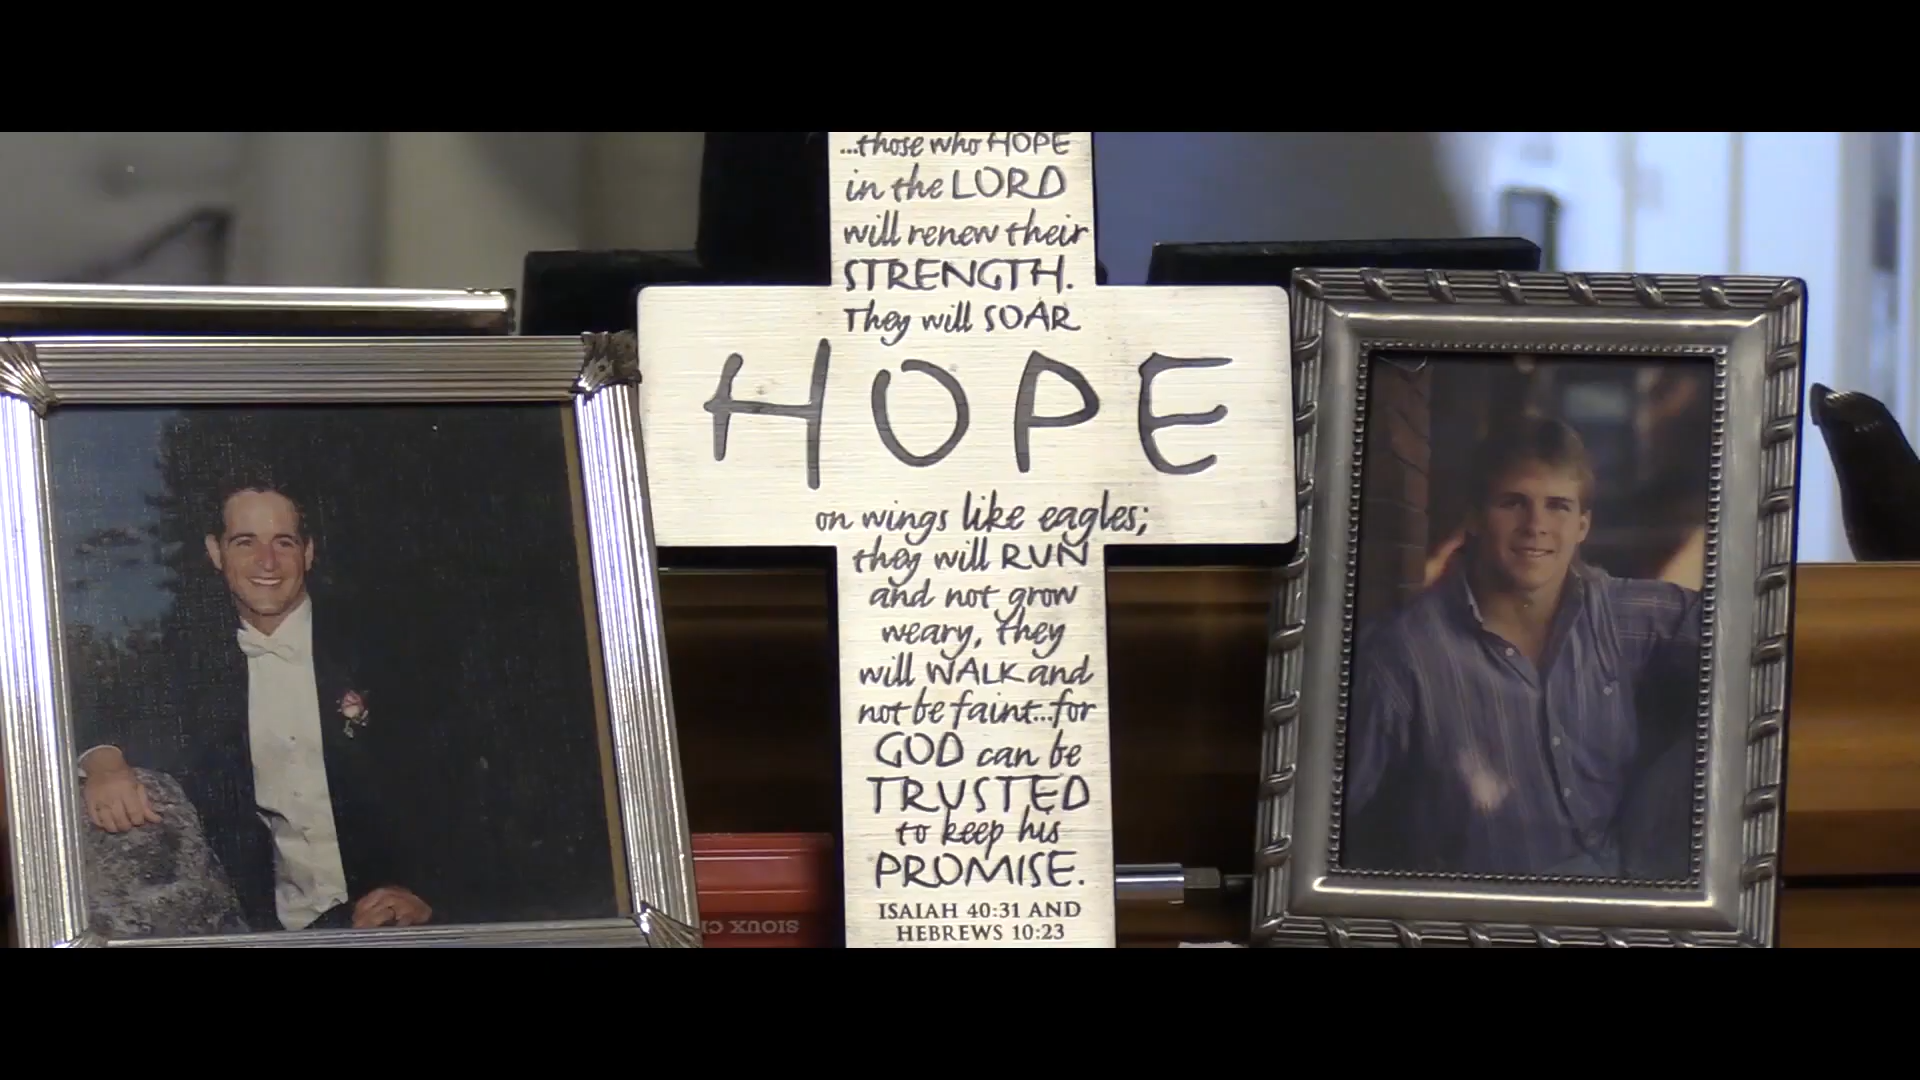 ...those who HOPE
in the LORD
will renew their
STRENGTH.
They will SOAR
HOPE
on wings like eagles;
they will RUN
and not grow
weary, they
will WALK and
not be faint...for
GOD can be
TRUSTED
to keep his
PROMISE.
ISAIAH 40:31 AND
HEBREWS 10:23
SIOUX